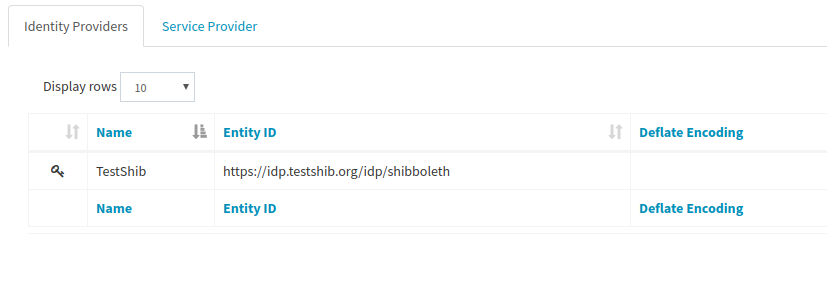 Identity Providers Service Provider
Display rows 10
Name Entity ID Deflate Encoding
TestShib https://idp.testshib.org/idp/shibboleth
Name Entity ID Deflate Encoding